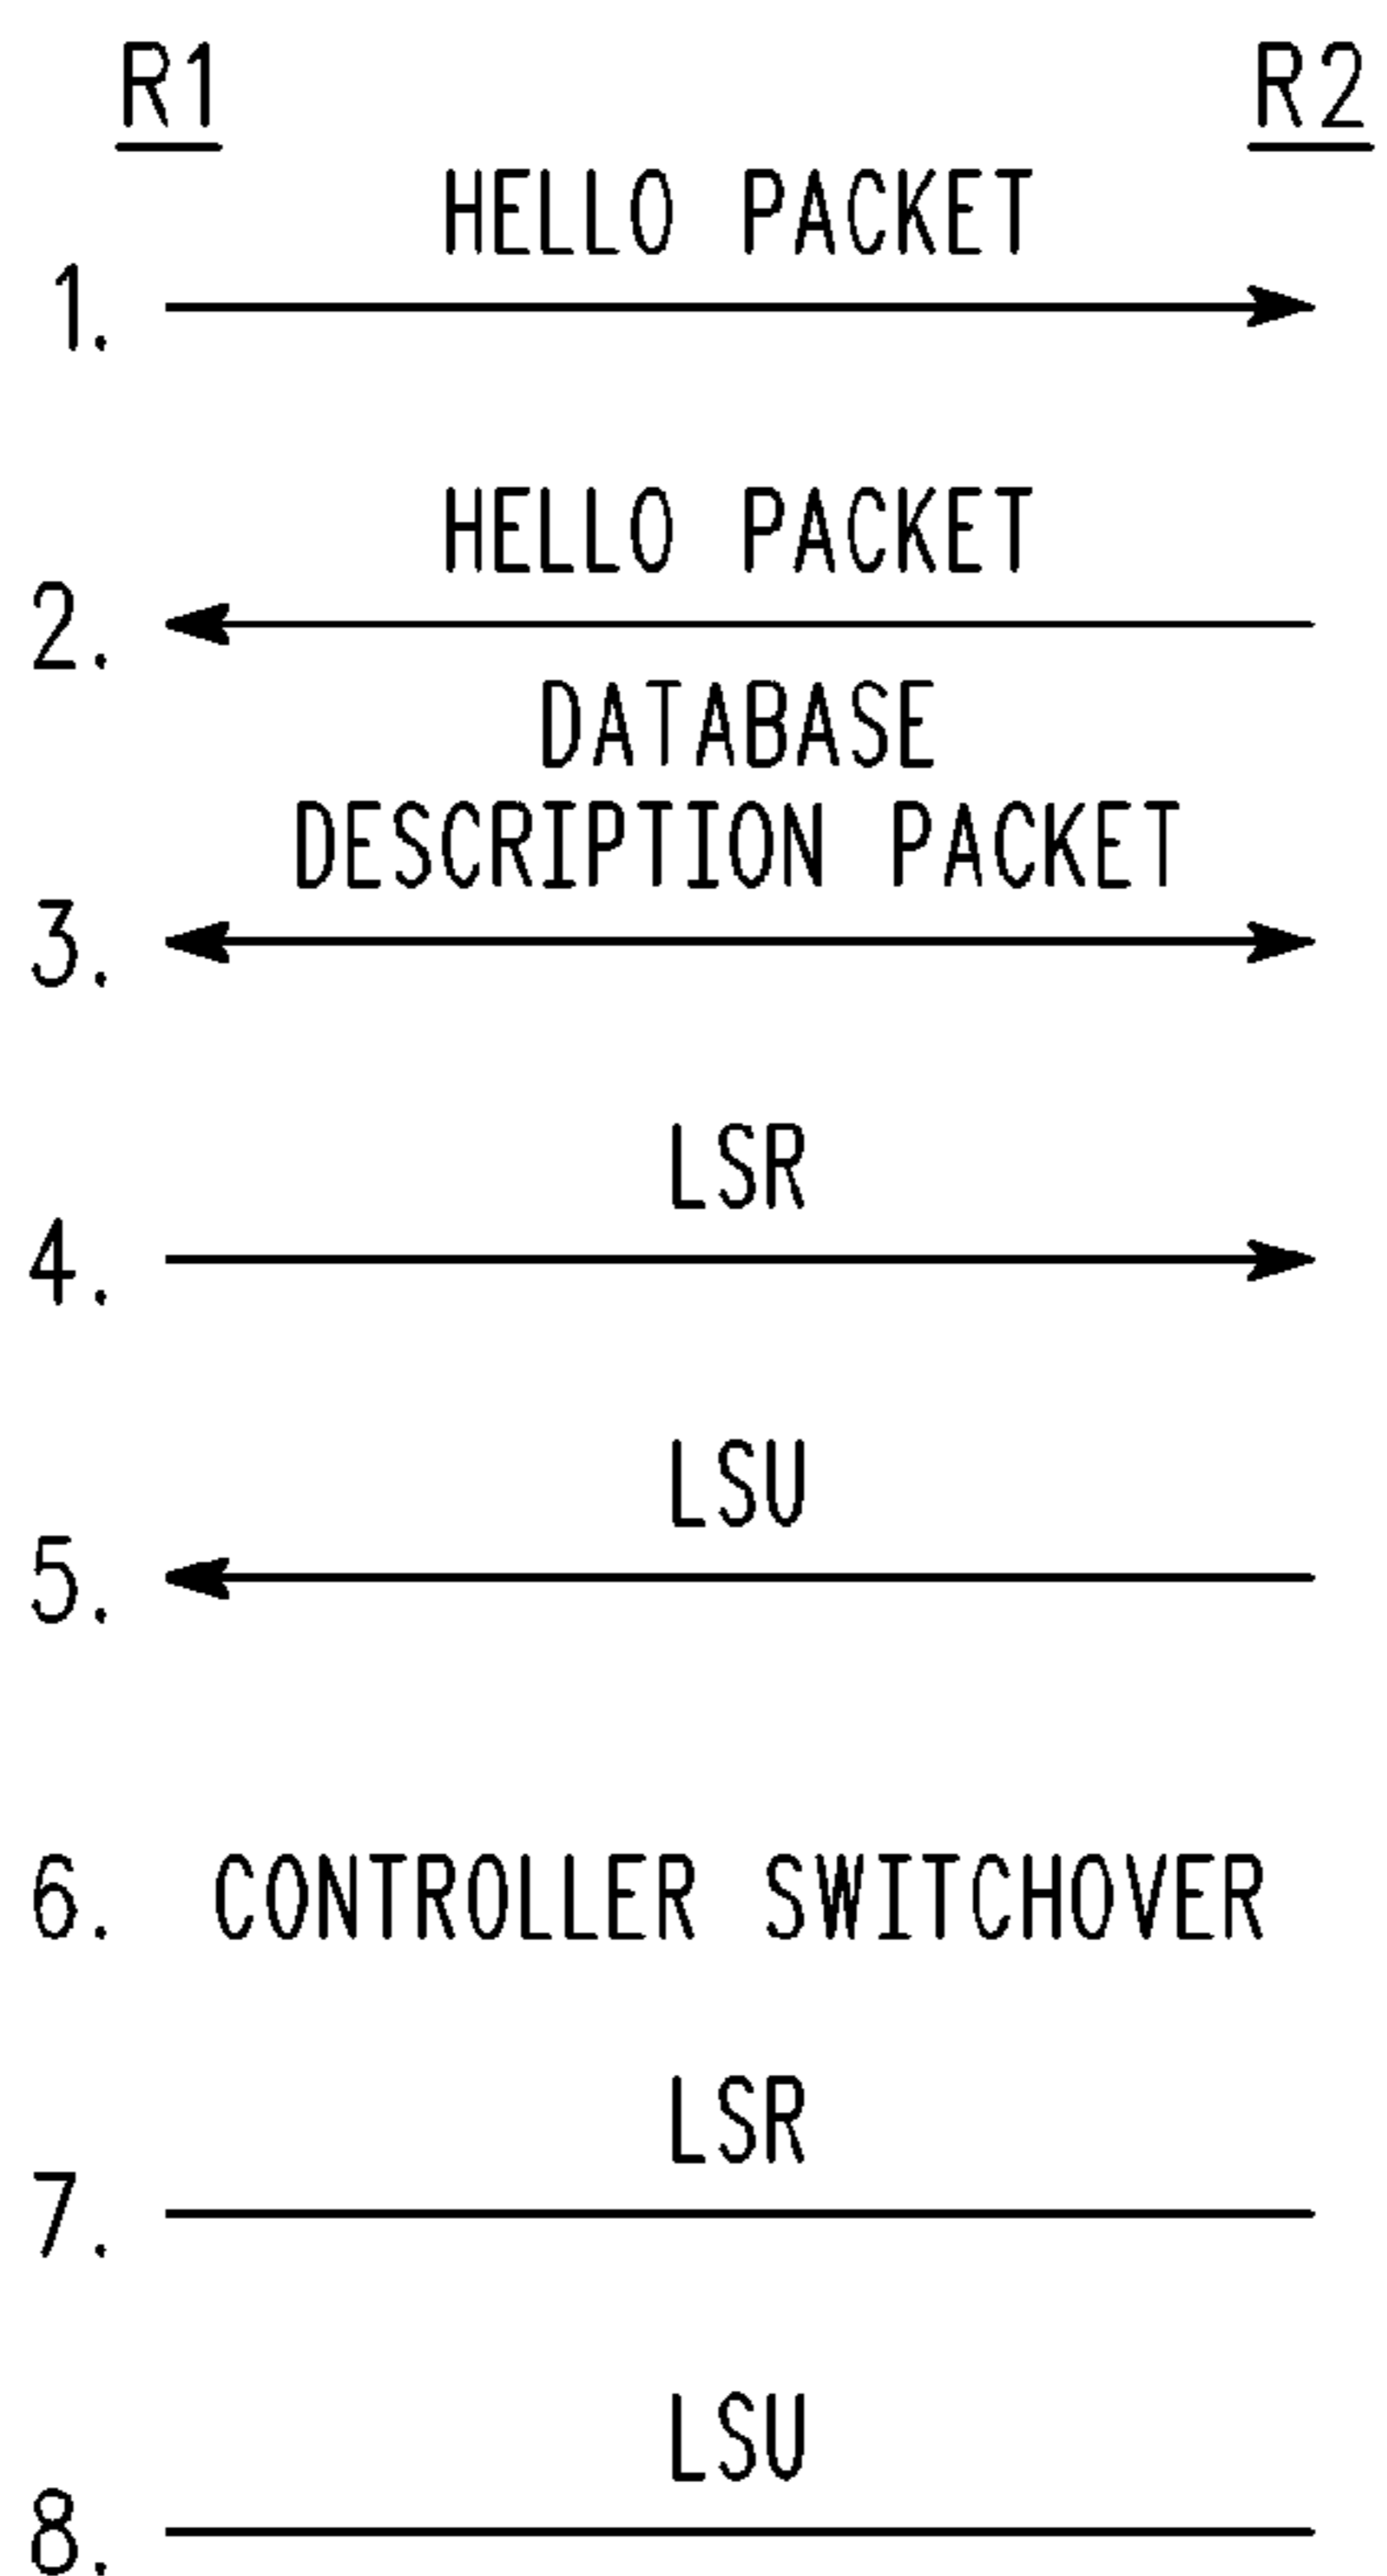 R1 R2
HELLO PACKET
1.
HELLO PACKET
2.
DATABASE
DESCRIPTION PACKET
3.
LSR
4.
LSU
5.
6. CONTROLLER SWITCHOVER
LSR
7.
LSU
8.